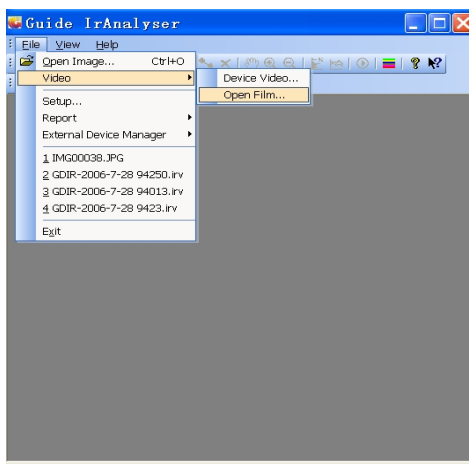 Guide IrAnalyser
File View Help
Open Image... Ctrl+O
Video
Device Video...
Open Film...
Setup...
Report
External Device Manager
1 IMG00038.JPG
2 GDIR-2006-7-28 94250.irv
3 GDIR-2006-7-28 94013.irv
4 GDIR-2006-7-28 9423.irv
Exit